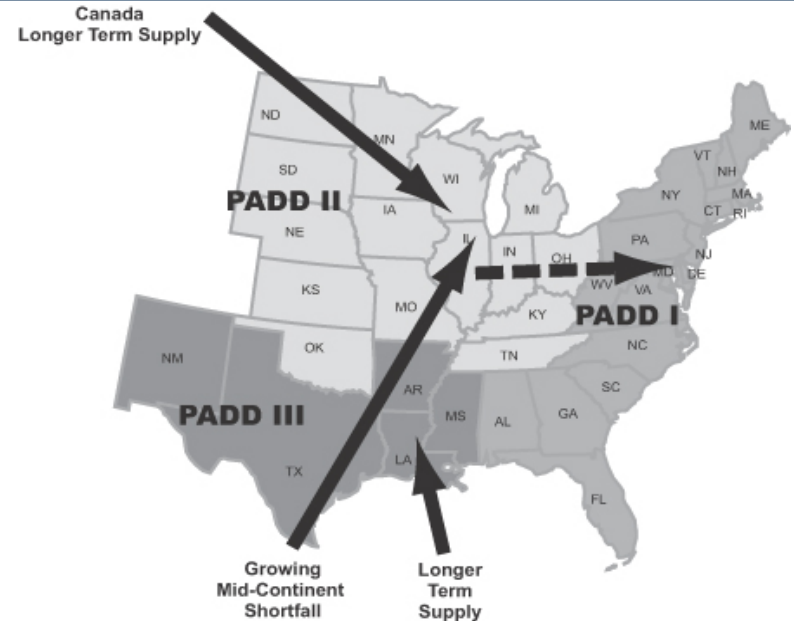 Canada
Longer Term Supply
ND
MN
SD
WI
PADD II
IA
MI
NE
IL
IN
OH
KS
MO
KY
OK
TN
ME
VT
NH
NY
MA
CT
RI
PA
NJ
MD
DE
WV
VA
PADD I
NC
SC
NM
AR
PADD III
MS
AL
GA
LA
TX
FL
Growing
Mid-Continent
Shortfall
Longer
Term
Supply